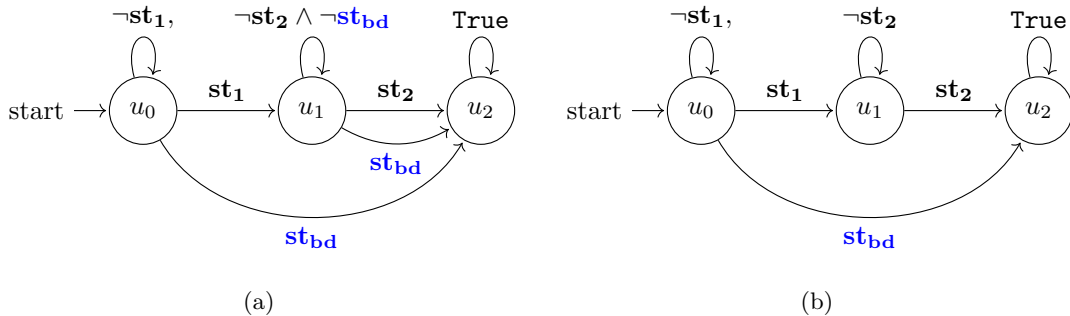 ¬st₁, ¬st₂ ∧ ¬st_bd True
start u₀ st₁ u₁ st₂ u₂
st_bd
st_bd
(a)
¬st₁, ¬st₂ True
start u₀ st₁ u₁ st₂ u₂
st_bd
(b)